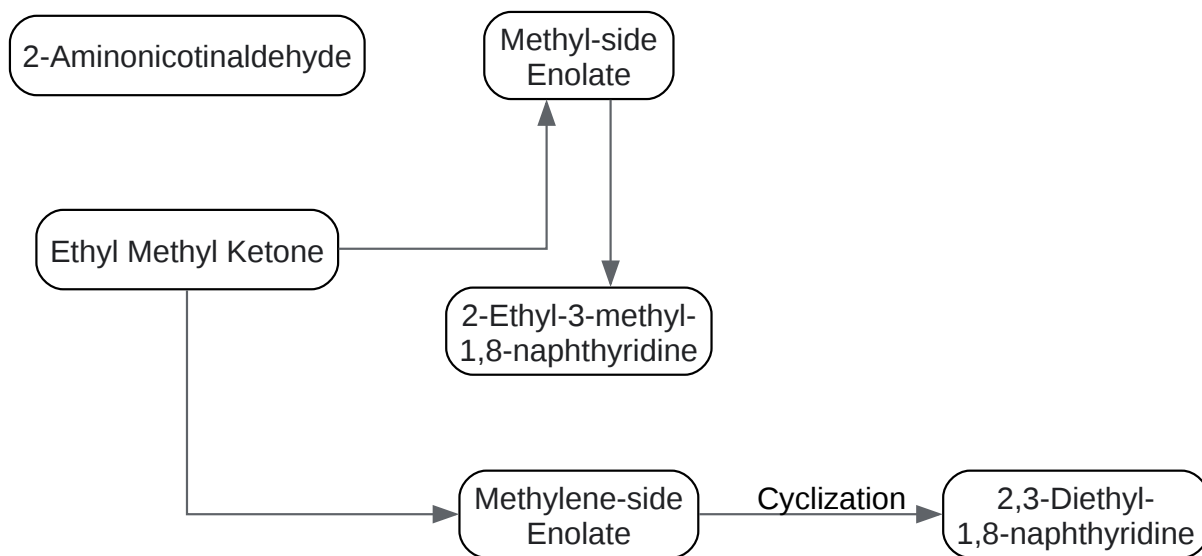 2-Aminonicotinaldehyde
Methyl-side
Enolate
Ethyl Methyl Ketone
2-Ethyl-3-methyl-
1,8-naphthyridine
Methylene-side
Enolate
Cyclization
2,3-Diethyl-
1,8-naphthyridine